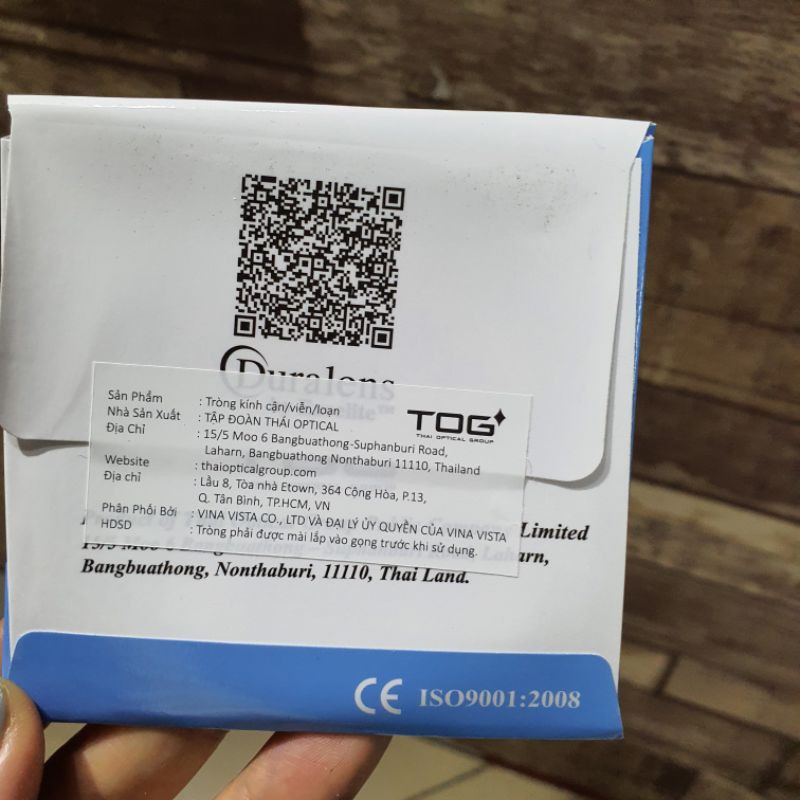 Duralens
Sản Phẩm : Tròng kính cận/viễn/loạn
Nhà Sản Xuất : TẬP ĐOÀN THÁI OPTICAL
Địa Chỉ : 15/5 Moo 6 Bangbuathong-Suphanburi Road,
Laharn, Bangbuathong Nonthaburi 11110, Thailand
Website : thaiopticalgroup.com
Địa chỉ : Lầu 8, Tòa nhà Etown, 364 Cộng Hòa, P.13,
Q. Tân Bình, TP.HCM, VN
Phân Phối Bởi : VINA VISTA CO., LTD VÀ ĐẠI LÝ ỦY QUYỀN CỦA VINA VISTA
HDSD : Tròng phải được mài lắp vào gọng trước khi sử dụng.
TOG
THAI OPTICAL GROUP
Limited
Bangbuathong, Nonthaburi, 11110, Thai Land.
CE ISO9001:2008